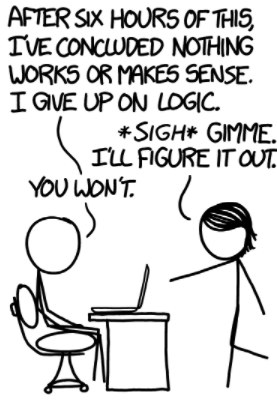 AFTER SIX HOURS OF THIS,
I'VE CONCLUDED NOTHING
WORKS OR MAKES SENSE.
I GIVE UP ON LOGIC.
*SIGH* GIMME.
I'LL FIGURE IT OUT.
YOU WON'T.